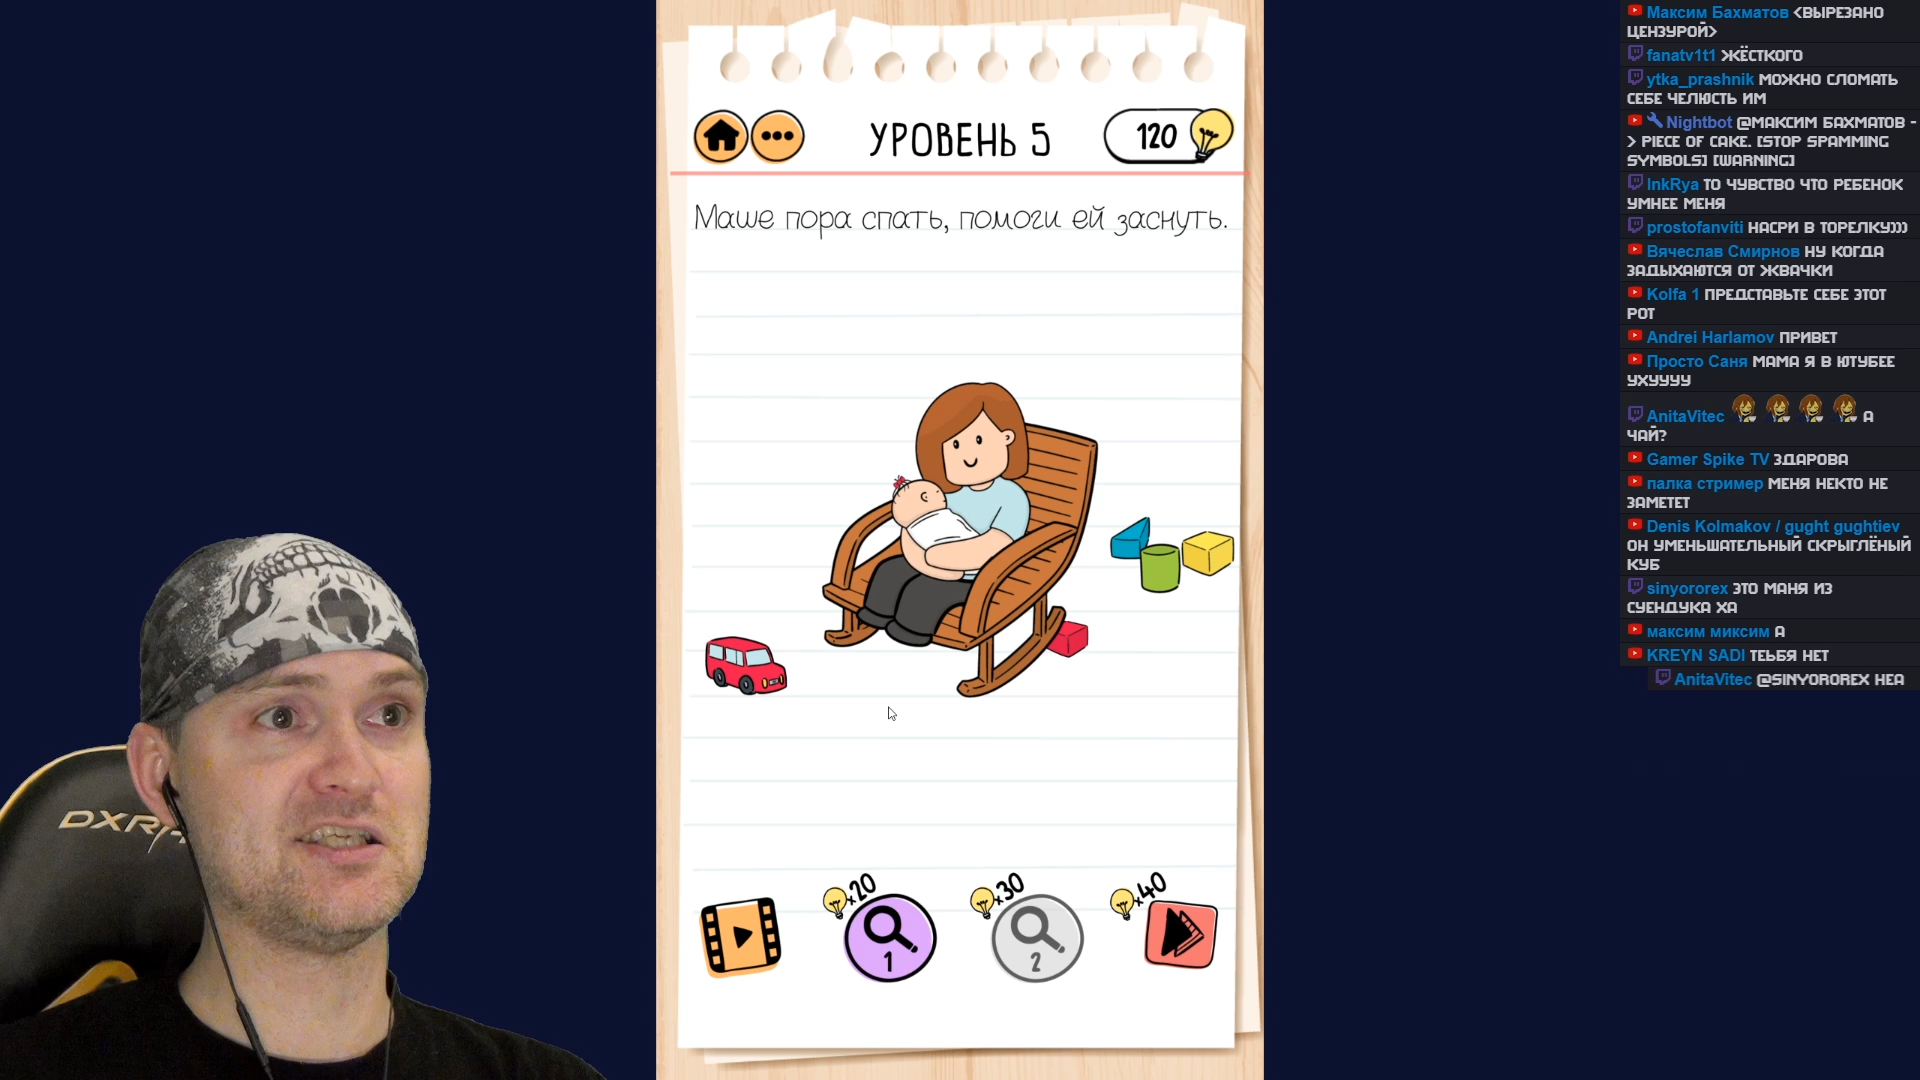 УРОВЕНЬ 5
120
Маше пора спать, помоги ей заснуть.
x20
x30
x40
1
2
Максим Бахматов <ВЫРЕЗАНО
ЦЕНЗУРОЙ>
fanatv1t1 ЖЁСТКОГО
ytka_prashnik МОЖНО СЛОМАТЬ
СЕБЕ ЧЕЛЮСТЬ ИМ
Nightbot @МАКСИМ БАХМАТОВ -
> PIECE OF CAKE. [STOP SPAMMING
SYMBOLS] [WARNING]
InkRya ТО ЧУВСТВО ЧТО РЕБЕНОК
УМНЕЕ МЕНЯ
prostofanviti НАСРИ В ТОРЕЛКУ)))
Вячеслав Смирнов НУ КОГДА
ЗАДЫХАЮТСЯ ОТ ЖВАЧКИ
Kolfa 1 ПРЕДСТАВЬТЕ СЕБЕ ЭТОТ
РОТ
Andrei Harlamov ПРИВЕТ
Просто Саня МАМА Я В ЮТУБЕЕ
УХУУУУ
AnitaVitec А
ЧАЙ?
Gamer Spike TV ЗДАРОВА
палка стример МЕНЯ НЕКТО НЕ
ЗАМЕТЕТ
Denis Kolmakov / gught gughtiev
ОН УМЕНЬШАТЕЛЬНЫЙ СКРЫГЛЁНЫЙ
КУБ
sinyororex ЭТО МАНЯ ИЗ
СУЕНДУКА ХА
максим миксим А
KREYN SADI ТЕЬБЯ НЕТ
AnitaVitec @SINYOROREX НЕА